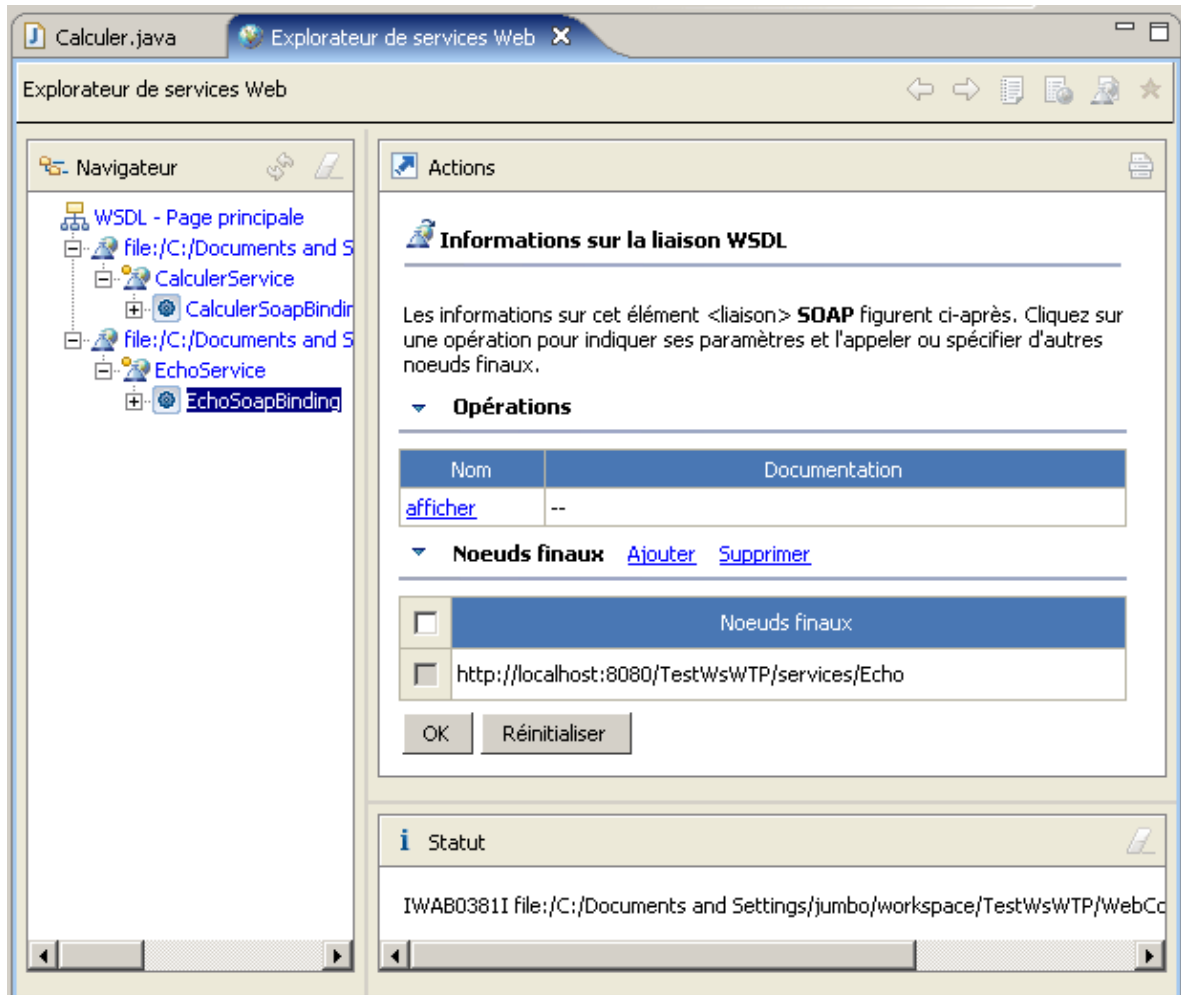 Calculer.java
Explorateur de services Web
Explorateur de services Web
Navigateur
WSDL - Page principale
file:/C:/Documents and S
CalculerService
CalculerSoapBindin
file:/C:/Documents and S
EchoService
EchoSoapBinding
Actions
Informations sur la liaison WSDL
Les informations sur cet élément <liaison> SOAP figurent ci-après. Cliquez sur
une opération pour indiquer ses paramètres et l'appeler ou spécifier d'autres
noeuds finaux.
Opérations
Nom Documentation
afficher --
Noeuds finaux Ajouter Supprimer
Noeuds finaux
http://localhost:8080/TestWsWTP/services/Echo
OK Réinitialiser
i Statut
IWAB0381I file:/C:/Documents and Settings/jumbo/workspace/TestWsWTP/WebCo